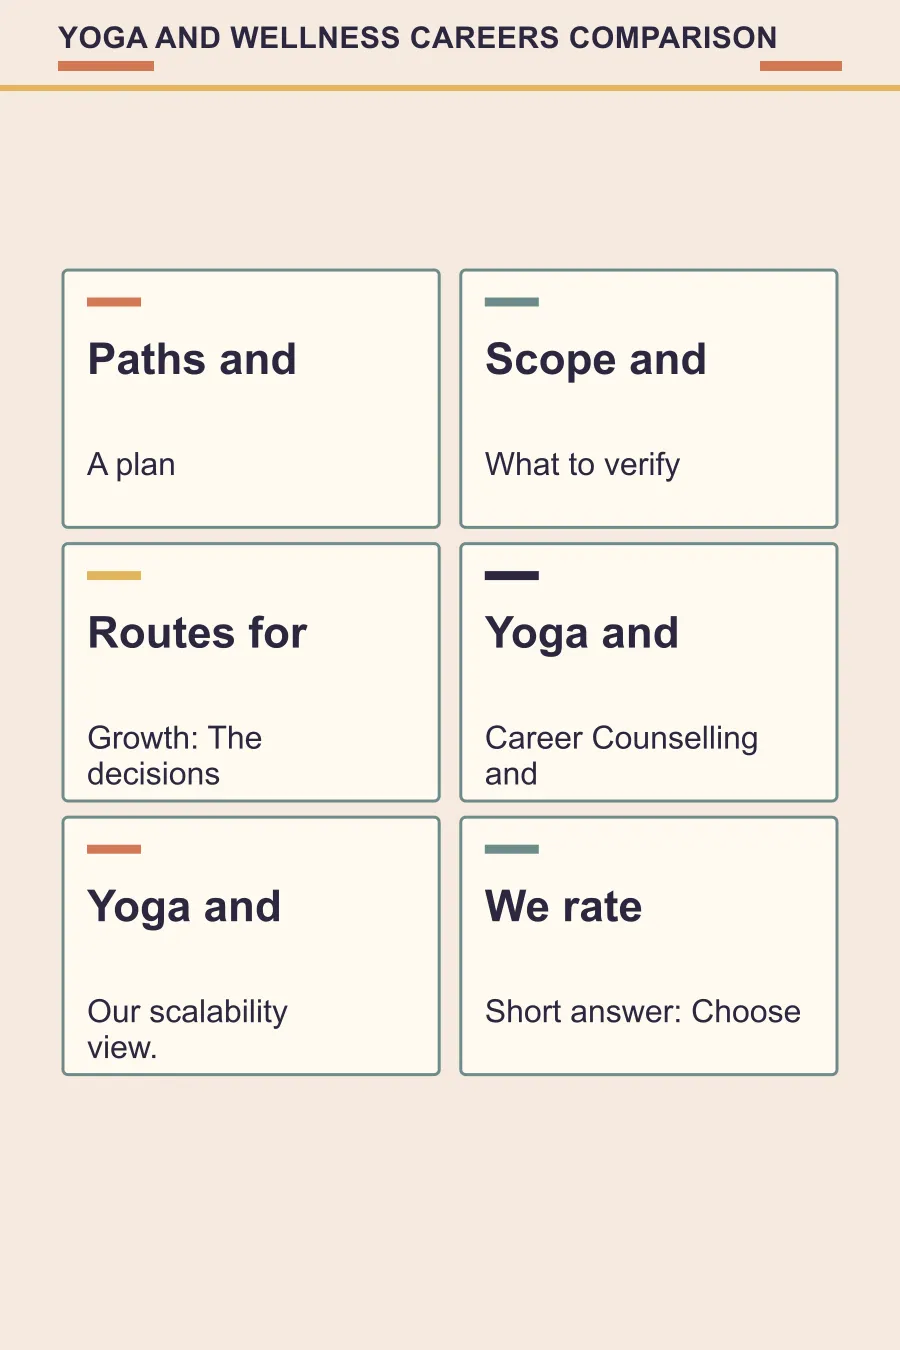 YOGA AND WELLNESS CAREERS COMPARISON
Paths and
A plan
Scope and
What to verify
Routes for
Growth: The
decisions
Yoga and
Career Counselling
and
Yoga and
Our scalability
view.
We rate
Short answer: Choose